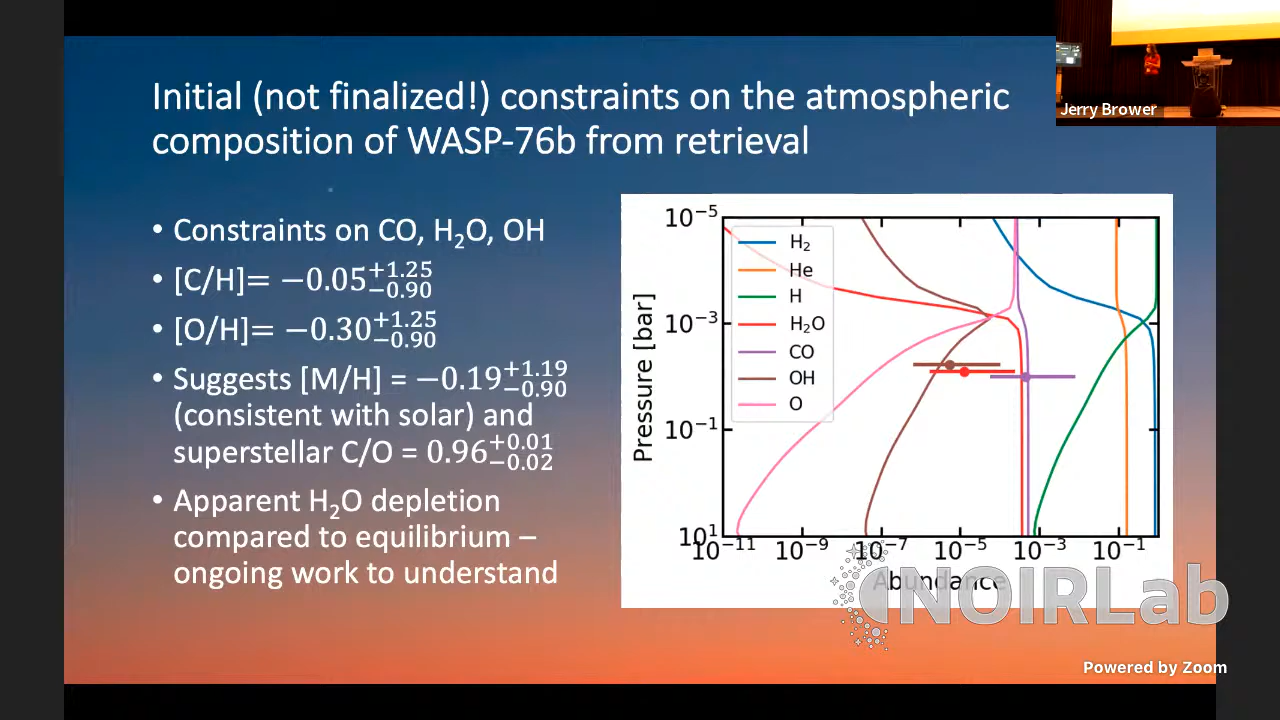 Initial (not finalized!) constraints on the atmospheric
composition of WASP-76b from retrieval
Jerry Brower
• Constraints on CO, H₂O, OH
• [C/H]= −0.05 +1.25 −0.90
• [O/H]= −0.30 +1.25 −0.90
• Suggests [M/H] = −0.19 +1.19 −0.90
(consistent with solar) and
superstellar C/O = 0.96 +0.01 −0.02
• Apparent H₂O depletion
compared to equilibrium –
ongoing work to understand
Pressure [bar]
10⁻⁵
10⁻³
10⁻¹
10¹
H₂
He
H
H₂O
CO
OH
O
10⁻¹¹ 10⁻⁹ 10⁻⁷ 10⁻⁵ 10⁻³ 10⁻¹
Abundance
NOIRLab
Powered by Zoom